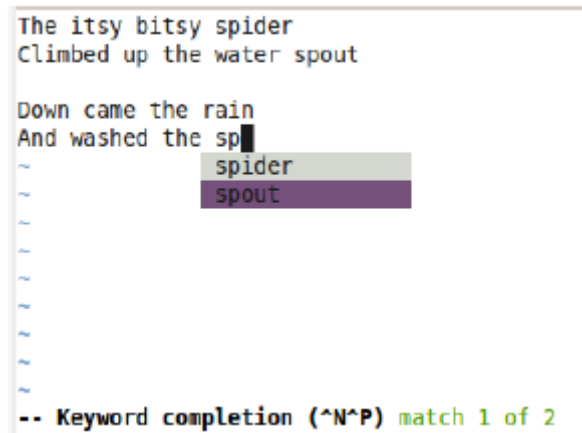 The itsy bitsy spider
Climbed up the water spout

Down came the rain
And washed the sp
~ spider
~ spout
~
~
~
~
~
~
~
-- Keyword completion (^N^P) match 1 of 2